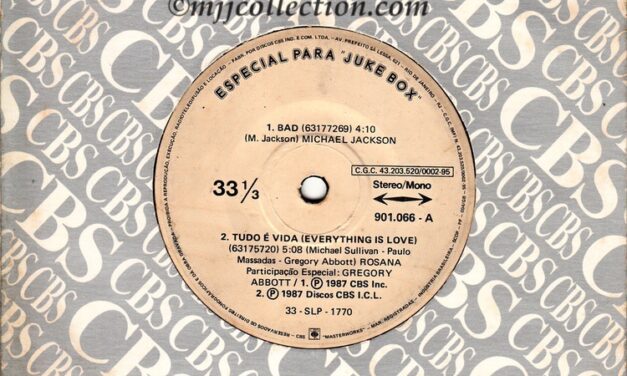 ©mjjcollection.com
ESPECIAL PARA "JUKE BOX"
1. BAD (63177269) 4:10
(M. Jackson) MICHAEL JACKSON
C.G.C. 43.203.520/0002-95
33 1/3
Stereo/Mono
901.066 - A
2. TUDO É VIDA (EVERYTHING IS LOVE)
(63175720) 5:08 (Michael Sullivan - Paulo
Massadas - Gregory Abbott) ROSANA
Participação Especial: GREGORY
ABBOTT / 1. Ⓟ 1987 CBS Inc.
2. Ⓟ 1987 Discos CBS I.C.L.
33 - SLP - 1770
CBS